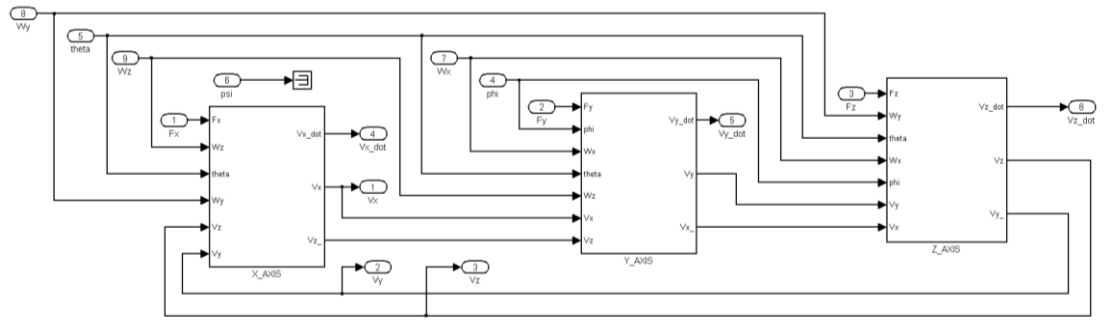 8
Wy
5
theta
9
Wz
7
Wx
6
psi
4
phi
1
Fx
Fx
Wz
theta
Wy
Vz
Vy
Vx_dot
Vx
Vz_
X_AXIS
4
Vx_dot
1
Vx
2
Vy
3
Vz
2
Fy
Fy
phi
Wx
theta
Wz
Vx
Vz
Vy_dot
Vy
Vx_
Y_AXIS
5
Vy_dot
3
Fz
Fz
Wy
theta
Wx
phi
Vy
Vx
Vz_dot
Vz
Vy_
Z_AXIS
6
Vz_dot